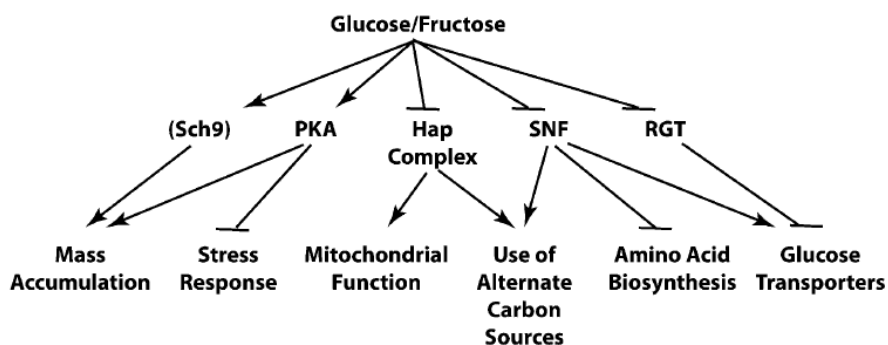 Glucose/Fructose
(Sch9)
PKA
Hap
Complex
SNF
RGT
Mass
Accumulation
Stress
Response
Mitochondrial
Function
Use of
Alternate
Carbon
Sources
Amino Acid
Biosynthesis
Glucose
Transporters